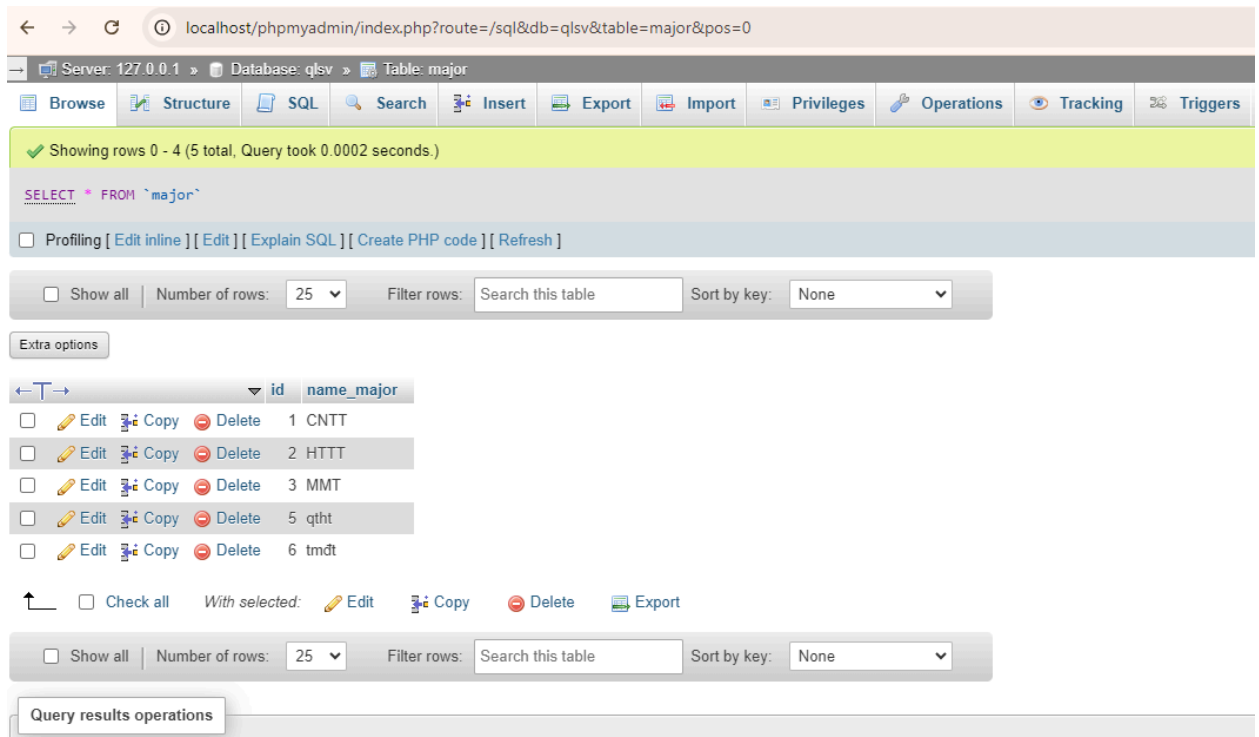 localhost/phpmyadmin/index.php?route=/sql&db=qlsv&table=major&pos=0
Server: 127.0.0.1 » Database: qlsv » Table: major
Browse Structure SQL Search Insert Export Import Privileges Operations Tracking Triggers
Showing rows 0 - 4 (5 total, Query took 0.0002 seconds.)
SELECT * FROM `major`
Profiling [ Edit inline ] [ Edit ] [ Explain SQL ] [ Create PHP code ] [ Refresh ]
Show all | Number of rows: 25 Filter rows: Search this table Sort by key: None
Extra options
id name_major
Edit Copy Delete 1 CNTT
Edit Copy Delete 2 HTTT
Edit Copy Delete 3 MMT
Edit Copy Delete 5 qtht
Edit Copy Delete 6 tmđt
Check all With selected: Edit Copy Delete Export
Show all | Number of rows: 25 Filter rows: Search this table Sort by key: None
Query results operations